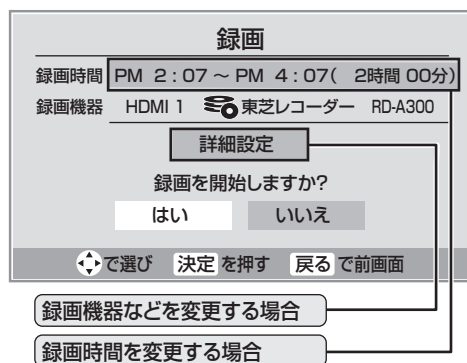 録画
録画時間 PM 2:07～PM 4:07( 2時間 00分)
録画機器 HDMI 1 東芝レコーダー RD-A300
詳細設定
録画を開始しますか?
はい いいえ
で選び 決定 を押す 戻る で前画面
録画機器などを変更する場合
録画時間を変更する場合